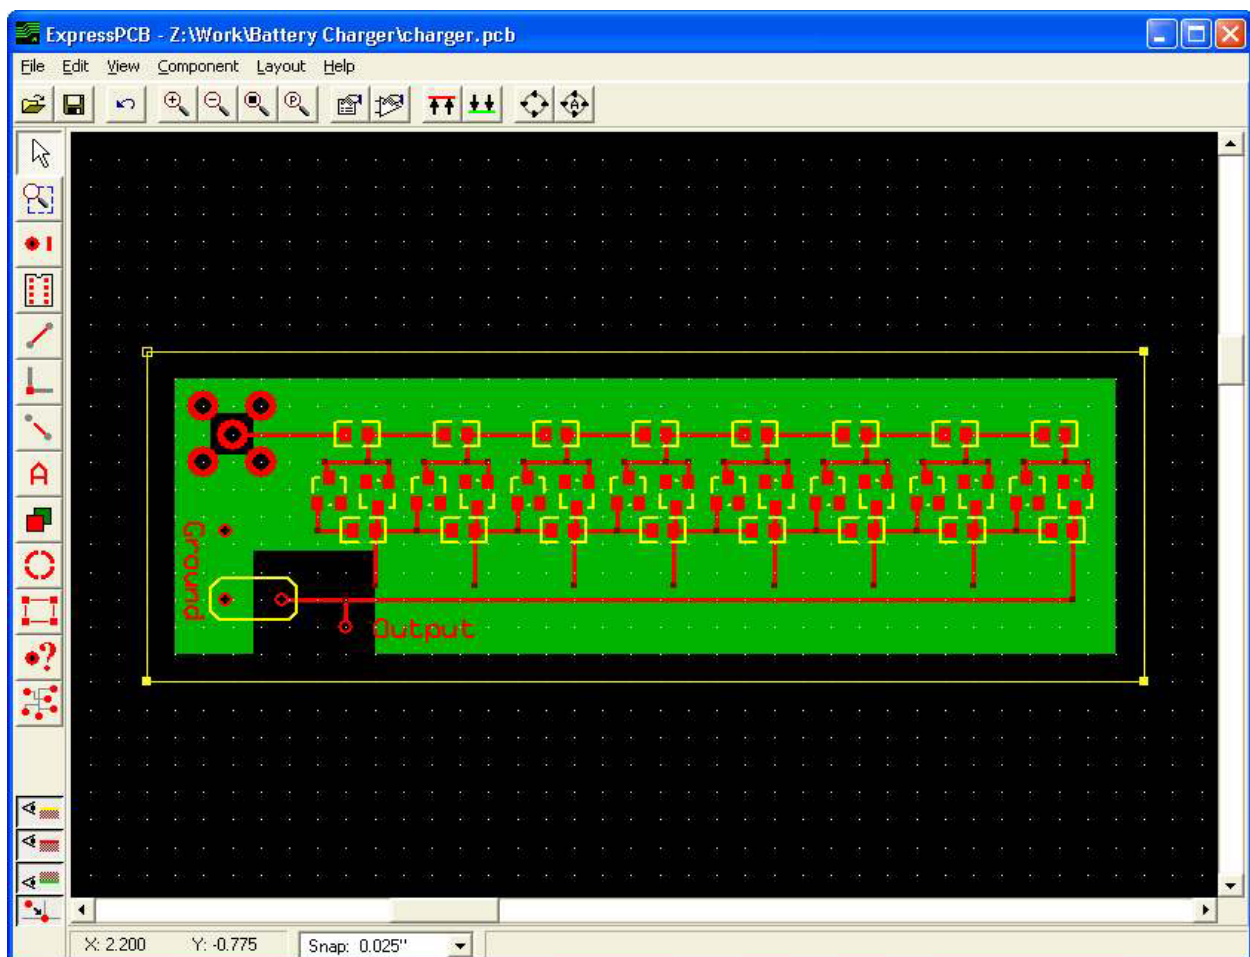 ExpressPCB - Z:\Work\Battery Charger\charger.pcb
File Edit View Component Layout Help
P
A
A
?
Ground
Output
X: 2.200 Y: -0.775 Snap: 0.025"